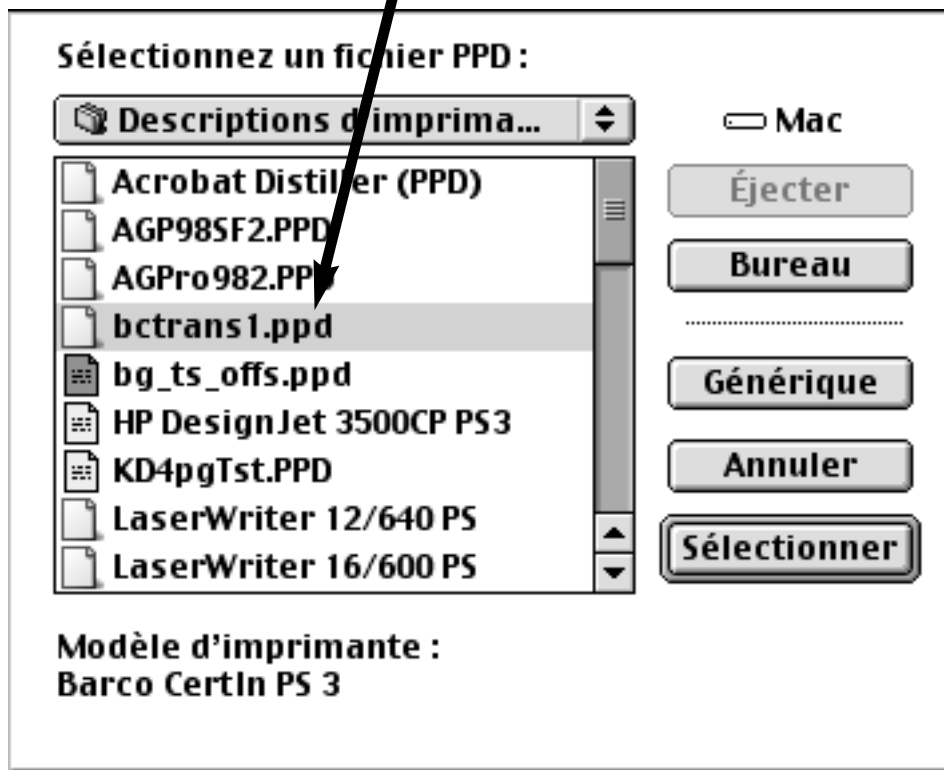 Sélectionnez un fichier PPD :
Descriptions d'imprima...
Mac
Acrobat Distiller (PPD)
AGP98SF2.PPD
AGPro982.PPD
bctrans1.ppd
bg_ts_offs.ppd
HP DesignJet 3500CP PS3
KD4pgTst.PPD
LaserWriter 12/640 PS
LaserWriter 16/600 PS
Éjecter
Bureau
Générique
Annuler
Sélectionner
Modèle d'imprimante :
Barco CertIn PS 3